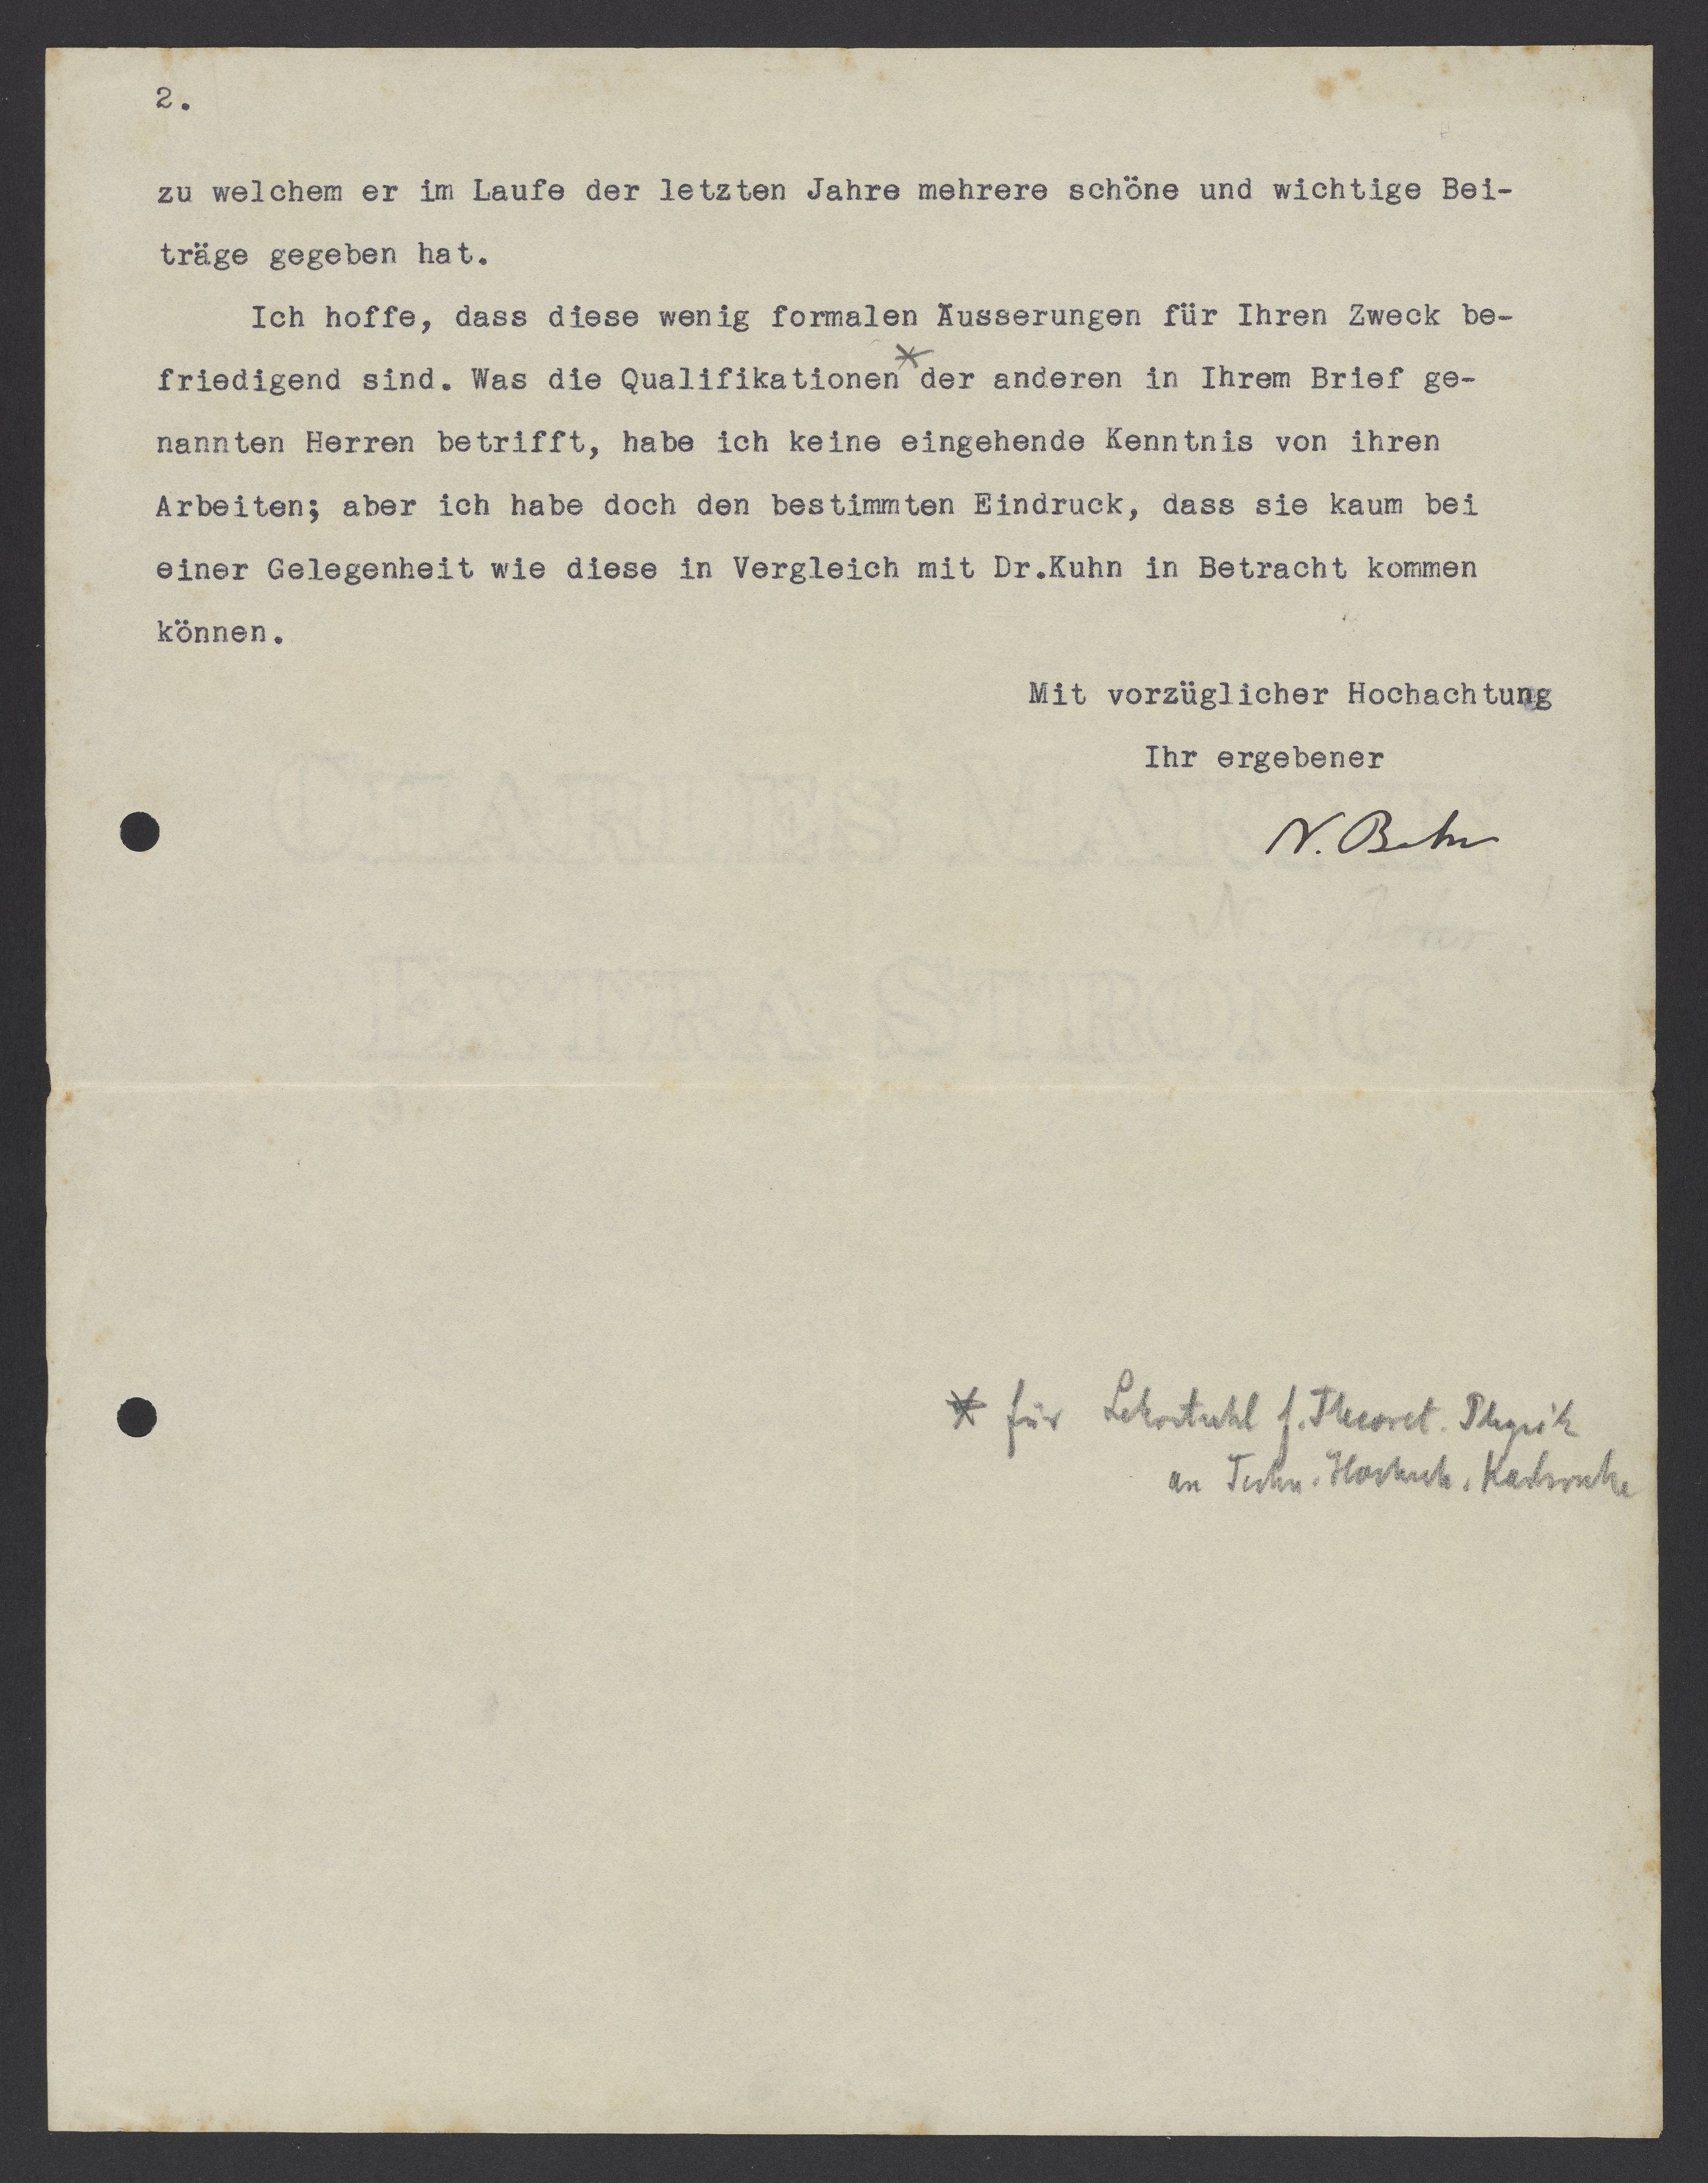 2.
zu welchem er im Laufe der letzten Jahre mehrere schöne und wichtige Bei-
träge gegeben hat.
Ich hoffe, dass diese wenig formalen Äusserungen für Ihren Zweck be-
friedigend sind. Was die Qualifikationen * der anderen in Ihrem Brief ge-
nannten Herren betrifft, habe ich keine eingehende Kenntnis von ihren
Arbeiten; aber ich habe doch den bestimmten Eindruck, dass sie kaum bei
einer Gelegenheit wie diese in Vergleich mit Dr.Kuhn in Betracht kommen
können.
Mit vorzüglicher Hochachtung
Ihr ergebener
N. Bohr
N. Bohr
EXTRA STRONG
* für Lehrstuhl f. Theoret. Physik
an Techn. Hochsch. Karlsruhe